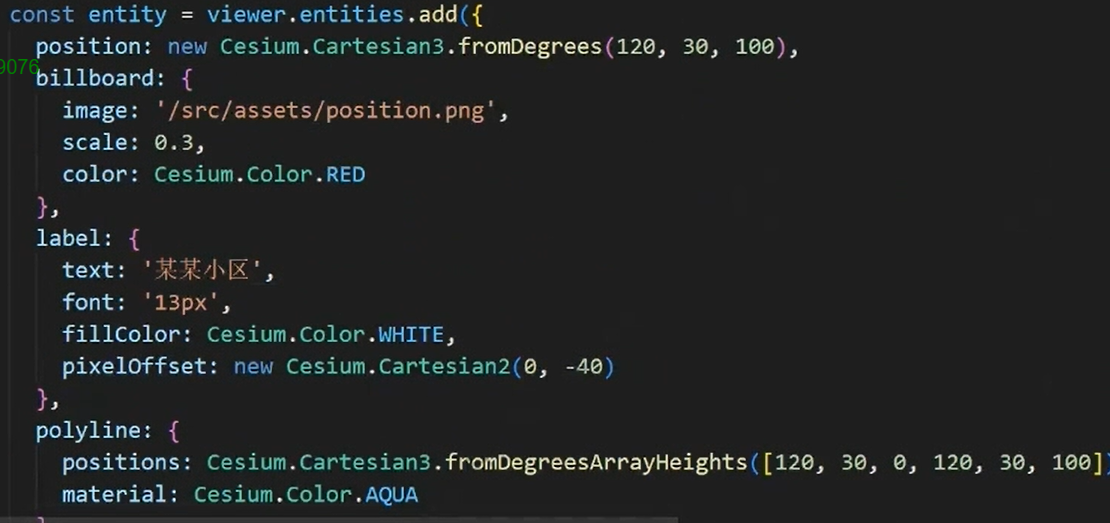 const entity = viewer.entities.add({
position: new Cesium.Cartesian3.fromDegrees(120, 30, 100),
9076
billboard: {
image: '/src/assets/position.png',
scale: 0.3,
color: Cesium.Color.RED
},
label: {
text: '某某小区',
font: '13px',
fillColor: Cesium.Color.WHITE,
pixelOffset: new Cesium.Cartesian2(0, -40)
},
polyline: {
positions: Cesium.Cartesian3.fromDegreesArrayHeights([120, 30, 0, 120, 30, 100])
material: Cesium.Color.AQUA
}